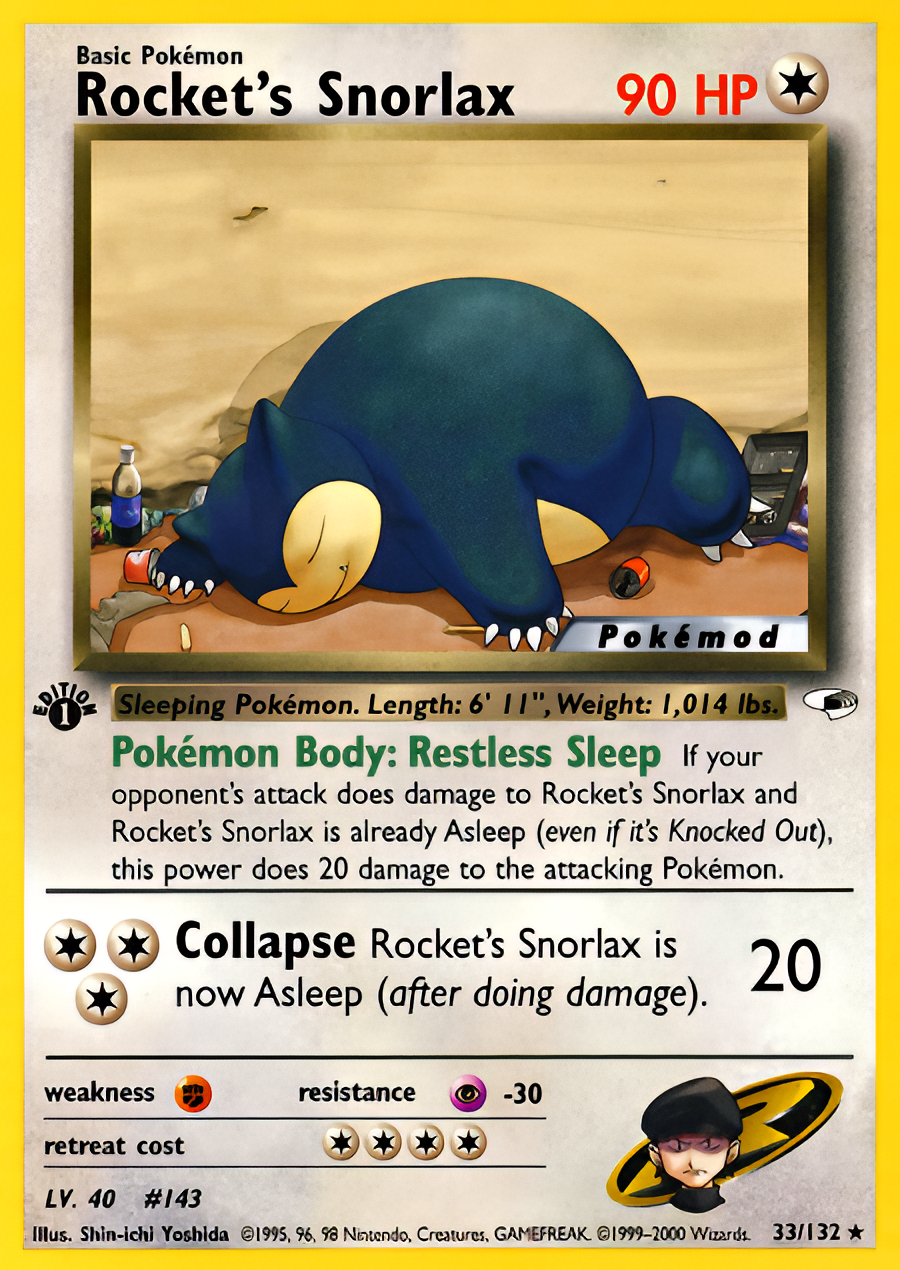 Basic Pokémon
Rocket's Snorlax 90 HP
Pokémod
EDITION 1
Sleeping Pokémon. Length: 6' 11", Weight: 1,014 lbs.
Pokémon Body: Restless Sleep If your
opponent's attack does damage to Rocket's Snorlax and
Rocket's Snorlax is already Asleep (even if it's Knocked Out),
this power does 20 damage to the attacking Pokémon.
Collapse Rocket's Snorlax is
now Asleep (after doing damage). 20
weakness resistance -30
retreat cost
LV. 40 #143
Illus. Shin-ichi Yoshida ©1995, 96, 98 Nintendo, Creatures, GAMEFREAK. ©1999–2000 Wizards. 33/132 ★